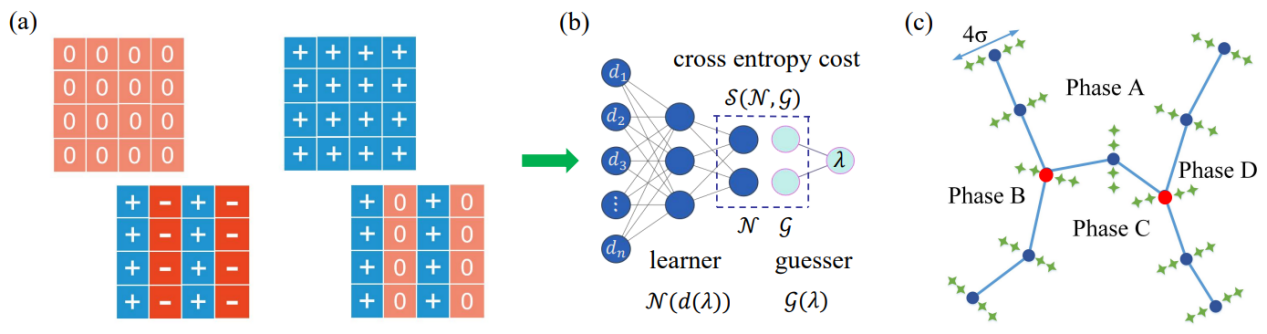 (a)
0 0 0 0
0 0 0 0
0 0 0 0
0 0 0 0
+ + + +
+ + + +
+ + + +
+ + + +
+ - + -
+ - + -
+ - + -
+ - + -
+ 0 + 0
+ 0 + 0
+ 0 + 0
+ 0 + 0
(b)
cross entropy cost
𝒮(𝒩, 𝒢)
d₁
d₂
d₃
⋮
dₙ
λ
𝒩 𝒢
learner guesser
𝒩(d(λ)) 𝒢(λ)
(c)
4σ
Phase A
Phase B
Phase C
Phase D